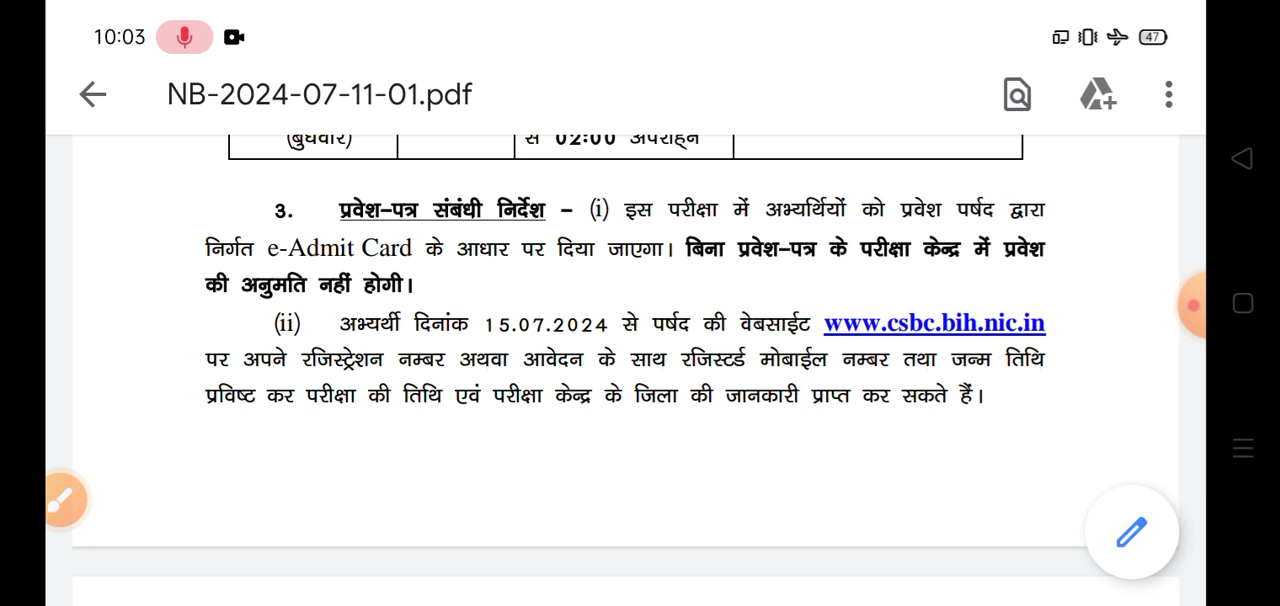 10:03
47
NB-2024-07-11-01.pdf
(बुधवार) से 02:00 अपराह्न
3. प्रवेश–पत्र संबंधी निर्देश – (i) इस परीक्षा में अभ्यर्थियों को प्रवेश पर्षद द्वारा
निर्गत e-Admit Card के आधार पर दिया जाएगा। बिना प्रवेश–पत्र के परीक्षा केन्द्र में प्रवेश
की अनुमति नहीं होगी।
(ii) अभ्यर्थी दिनांक 15.07.2024 से पर्षद की वेबसाईट www.csbc.bih.nic.in
पर अपने रजिस्ट्रेशन नम्बर अथवा आवेदन के साथ रजिस्टर्ड मोबाईल नम्बर तथा जन्म तिथि
प्रविष्ट कर परीक्षा की तिथि एवं परीक्षा केन्द्र के जिला की जानकारी प्राप्त कर सकते हैं।